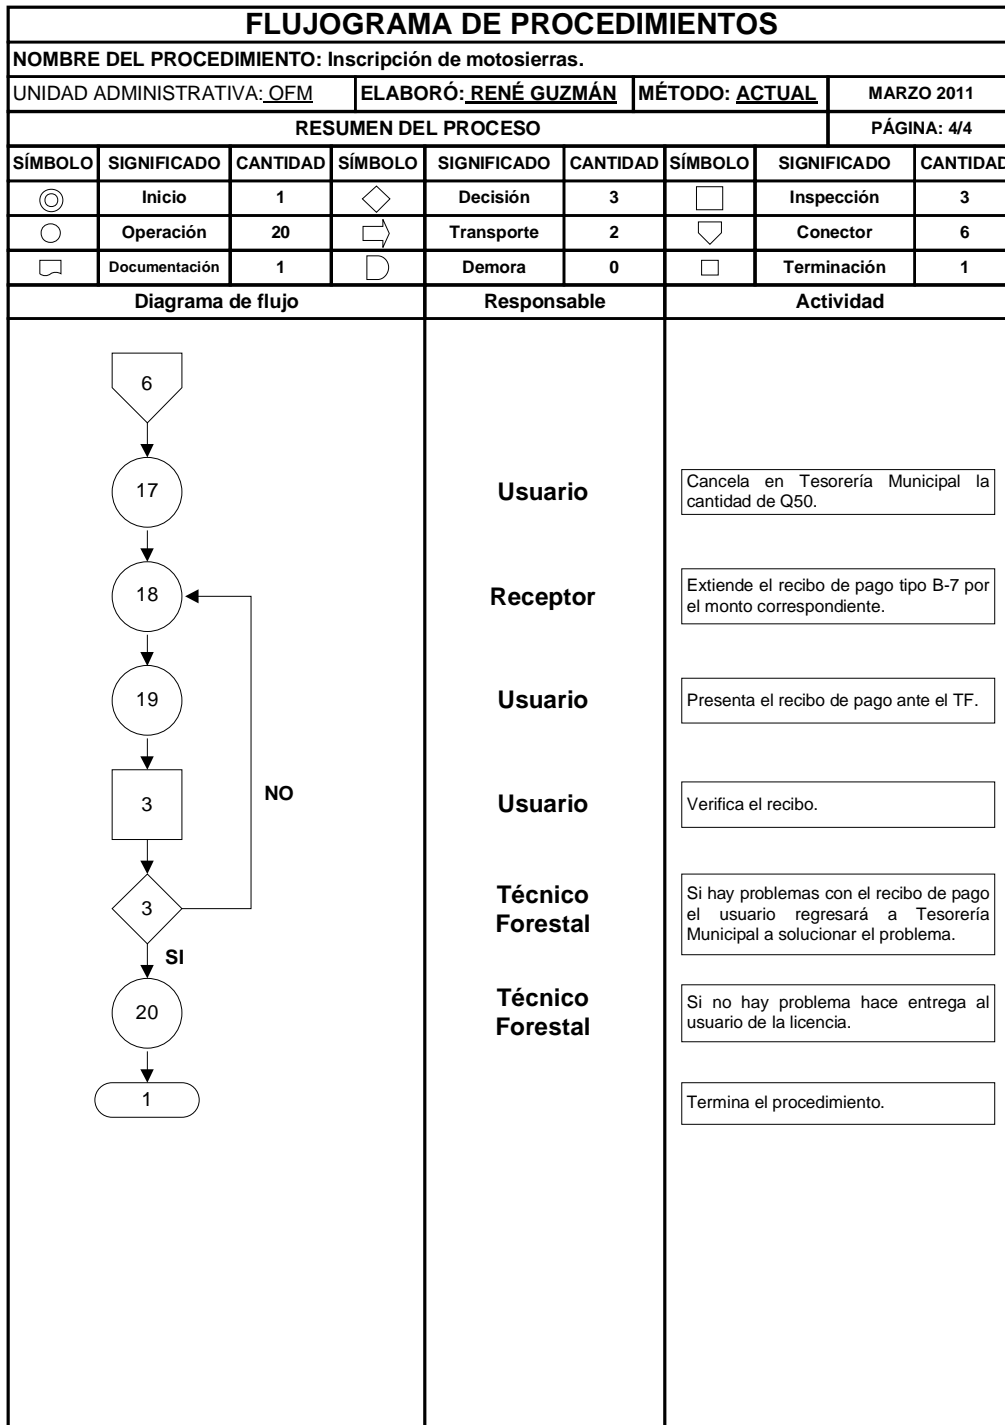 FLUJOGRAMA DE PROCEDIMIENTOS
NOMBRE DEL PROCEDIMIENTO: Inscripción de motosierras.
UNIDAD ADMINISTRATIVA: OFM ELABORÓ: RENÉ GUZMÁN MÉTODO: ACTUAL MARZO 2011
RESUMEN DEL PROCESO PÁGINA: 4/4
SÍMBOLO SIGNIFICADO CANTIDAD SÍMBOLO SIGNIFICADO CANTIDAD SÍMBOLO SIGNIFICADO CANTIDAD
Inicio 1 Decisión 3 Inspección 3
Operación 20 Transporte 2 Conector 6
Documentación 1 Demora 0 Terminación 1
Diagrama de flujo Responsable Actividad
6
17 Usuario Cancela en Tesorería Municipal la
cantidad de Q50.
18 Receptor Extiende el recibo de pago tipo B-7 por
el monto correspondiente.
19 Usuario Presenta el recibo de pago ante el TF.
3 NO Usuario Verifica el recibo.
3 Técnico
Forestal
Si hay problemas con el recibo de pago
el usuario regresará a Tesorería
Municipal a solucionar el problema.
SI
20 Técnico
Forestal
Si no hay problema hace entrega al
usuario de la licencia.
1 Termina el procedimiento.